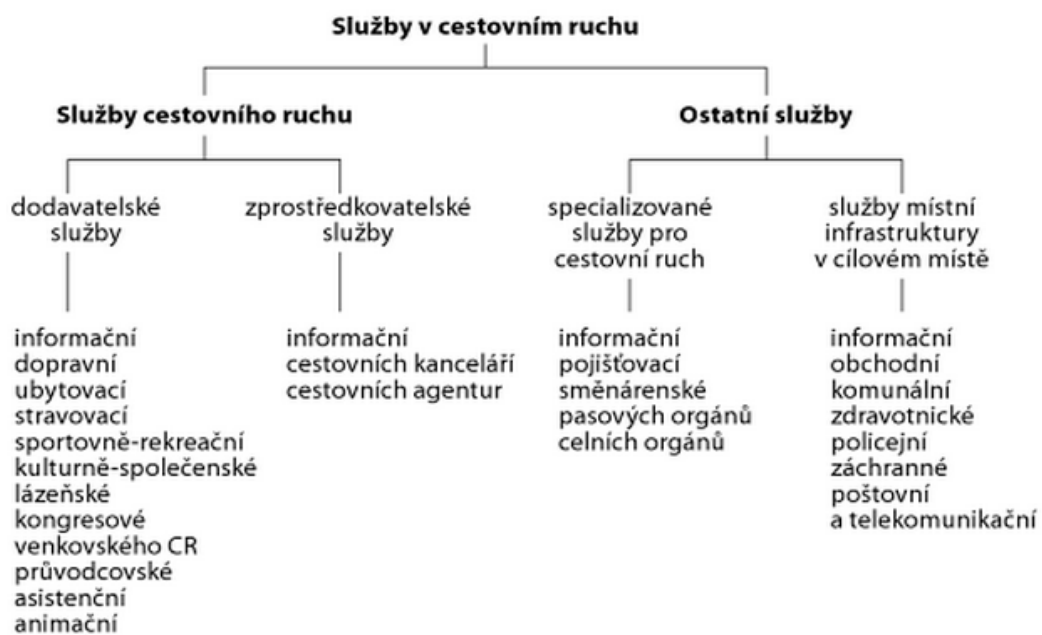 Služby v cestovním ruchu
Služby cestovního ruchu
Ostatní služby
dodavatelské
služby
zprostředkovatelské
služby
specializované
služby pro
cestovní ruch
služby místní
infrastruktury
v cílovém místě
informační
dopravní
ubytovací
stravovací
sportovně-rekreační
kulturně-společenské
lázeňské
kongresové
venkovského CR
průvodcovské
asistenční
animační
informační
cestovních kanceláří
cestovních agentur
informační
pojišťovací
směnárenské
pasových orgánů
celních orgánů
informační
obchodní
komunální
zdravotnické
policejní
záchranné
poštovní
a telekomunikační